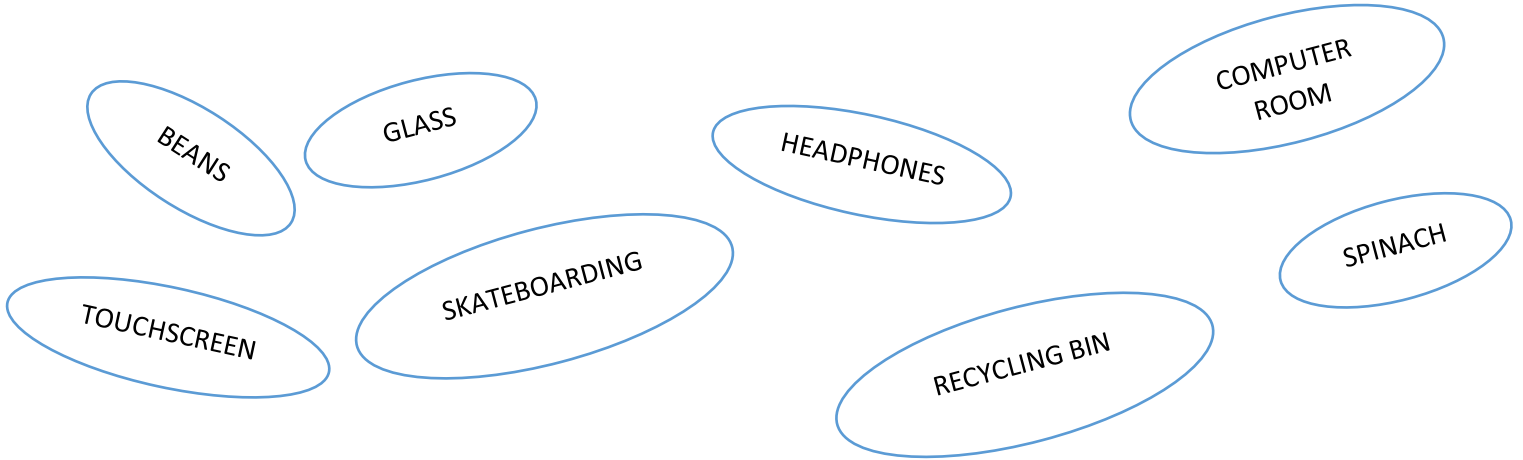 BEANS
GLASS
HEADPHONES
COMPUTER
ROOM
TOUCHSCREEN
SKATEBOARDING
RECYCLING BIN
SPINACH